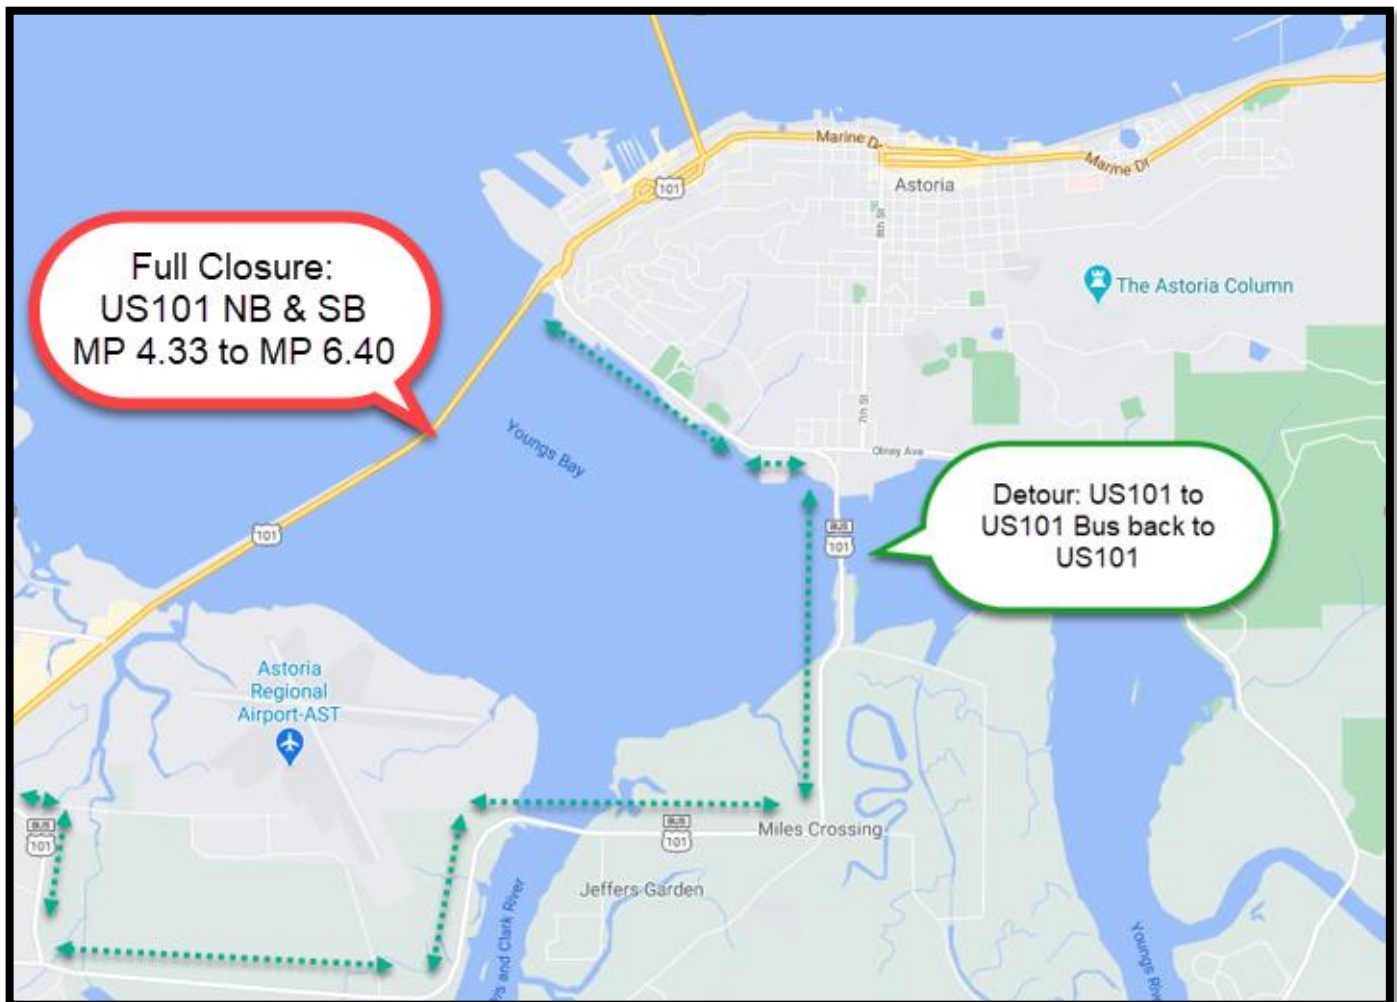 Marine Dr
Marine Dr
101
Astoria
8th St
Full Closure:
US101 NB & SB
MP 4.33 to MP 6.40
The Astoria Column
7th St
Youngs Bay
Olney Ave
Detour: US101 to
US101 Bus back to
US101
BUS
101
101
Astoria
Regional
Airport-AST
BUS
101
BUS
101
Miles Crossing
Jeffers Garden
and Clark River
Youngs